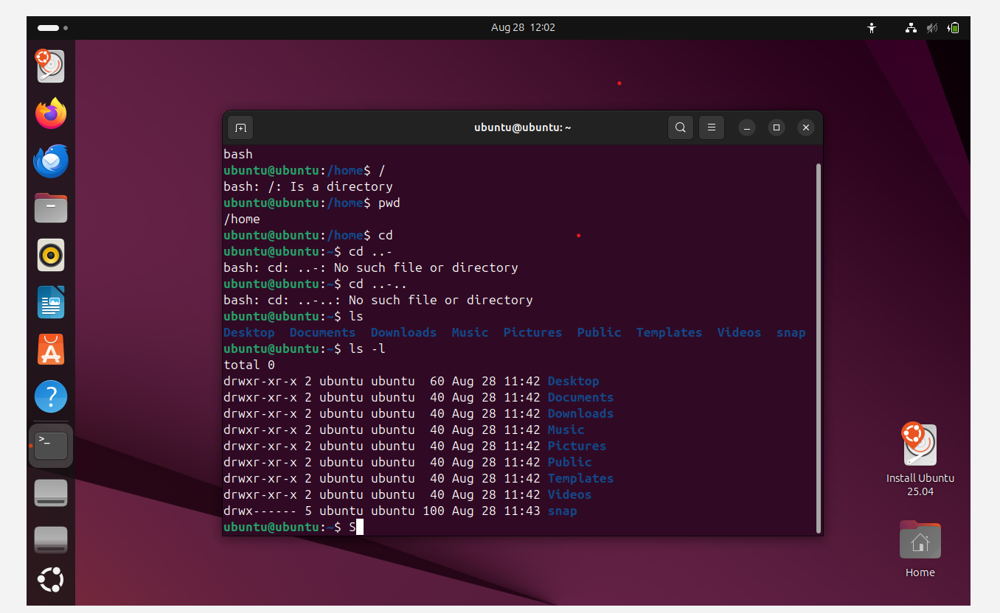 Aug 28 12:02
ubuntu@ubuntu: ~
bash
ubuntu@ubuntu:/home$ /
bash: /: Is a directory
ubuntu@ubuntu:/home$ pwd
/home
ubuntu@ubuntu:/home$ cd
ubuntu@ubuntu:~$ cd ..-
bash: cd: ..-: No such file or directory
ubuntu@ubuntu:~$ cd ..-..
bash: cd: ..-..: No such file or directory
ubuntu@ubuntu:~$ ls
Desktop  Documents  Downloads  Music  Pictures  Public  Templates  Videos  snap
ubuntu@ubuntu:~$ ls -l
total 0
drwxr-xr-x 2 ubuntu ubuntu  60 Aug 28 11:42 Desktop
drwxr-xr-x 2 ubuntu ubuntu  40 Aug 28 11:42 Documents
drwxr-xr-x 2 ubuntu ubuntu  40 Aug 28 11:42 Downloads
drwxr-xr-x 2 ubuntu ubuntu  40 Aug 28 11:42 Music
drwxr-xr-x 2 ubuntu ubuntu  40 Aug 28 11:42 Pictures
drwxr-xr-x 2 ubuntu ubuntu  40 Aug 28 11:42 Public
drwxr-xr-x 2 ubuntu ubuntu  40 Aug 28 11:42 Templates
drwxr-xr-x 2 ubuntu ubuntu  40 Aug 28 11:42 Videos
drwx------ 5 ubuntu ubuntu 100 Aug 28 11:43 snap
ubuntu@ubuntu:~$ S
Install Ubuntu
25.04
Home